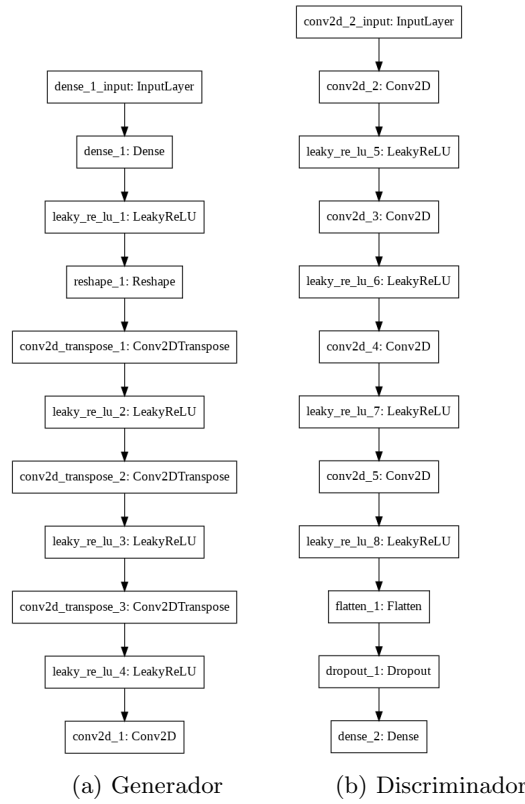 dense_1_input: InputLayer
dense_1: Dense
leaky_re_lu_1: LeakyReLU
reshape_1: Reshape
conv2d_transpose_1: Conv2DTranspose
leaky_re_lu_2: LeakyReLU
conv2d_transpose_2: Conv2DTranspose
leaky_re_lu_3: LeakyReLU
conv2d_transpose_3: Conv2DTranspose
leaky_re_lu_4: LeakyReLU
conv2d_1: Conv2D
(a) Generador
conv2d_2_input: InputLayer
conv2d_2: Conv2D
leaky_re_lu_5: LeakyReLU
conv2d_3: Conv2D
leaky_re_lu_6: LeakyReLU
conv2d_4: Conv2D
leaky_re_lu_7: LeakyReLU
conv2d_5: Conv2D
leaky_re_lu_8: LeakyReLU
flatten_1: Flatten
dropout_1: Dropout
dense_2: Dense
(b) Discriminador